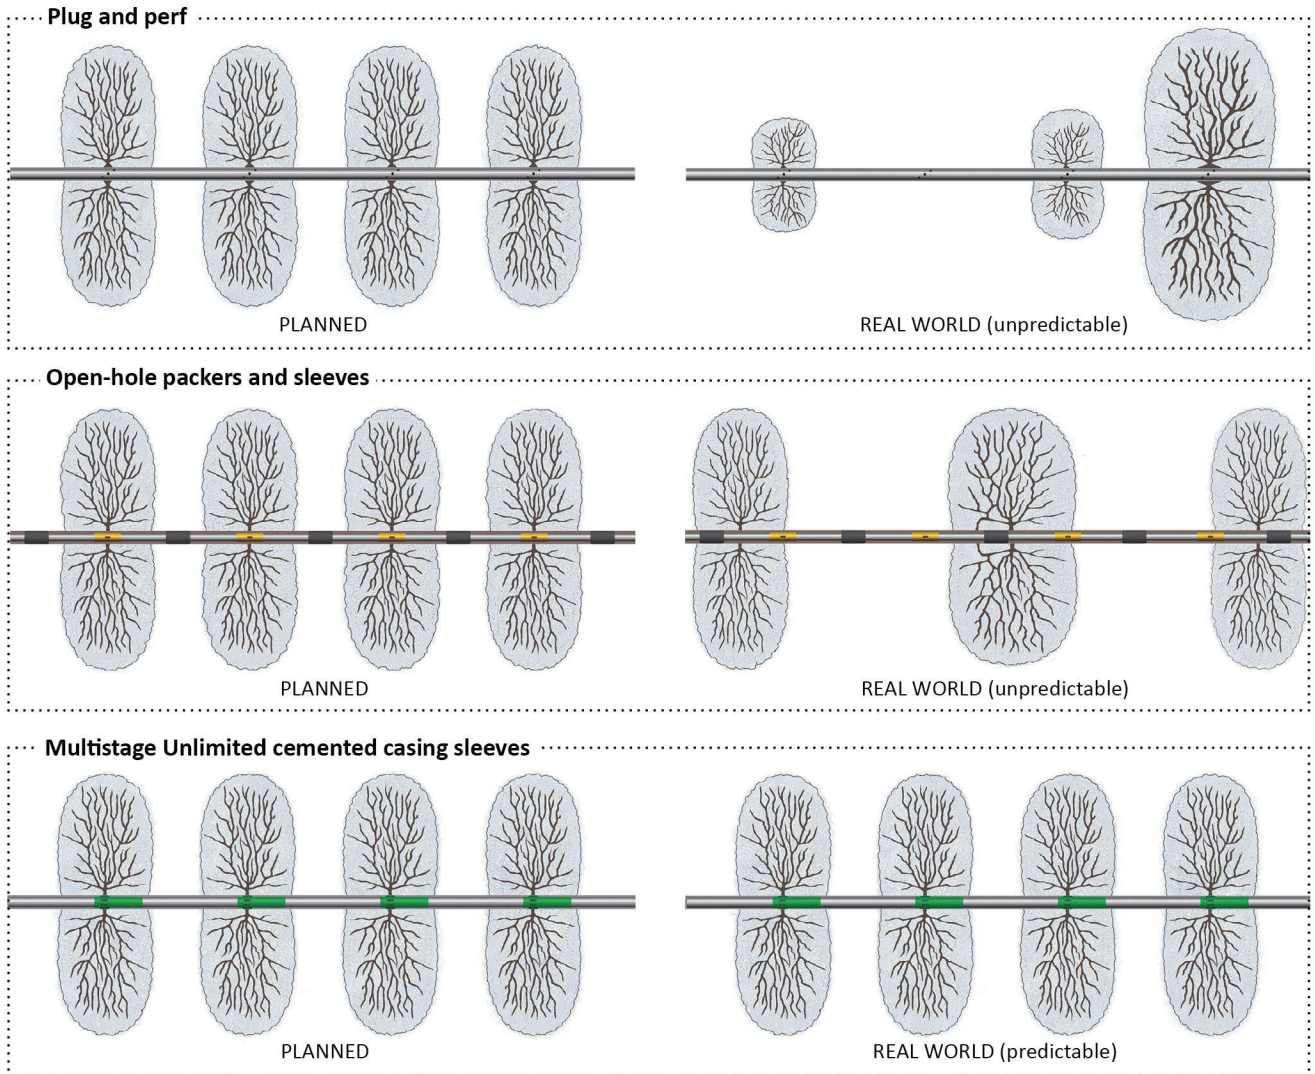 Plug and perf
PLANNED
REAL WORLD (unpredictable)
Open-hole packers and sleeves
PLANNED
REAL WORLD (unpredictable)
Multistage Unlimited cemented casing sleeves
PLANNED
REAL WORLD (predictable)